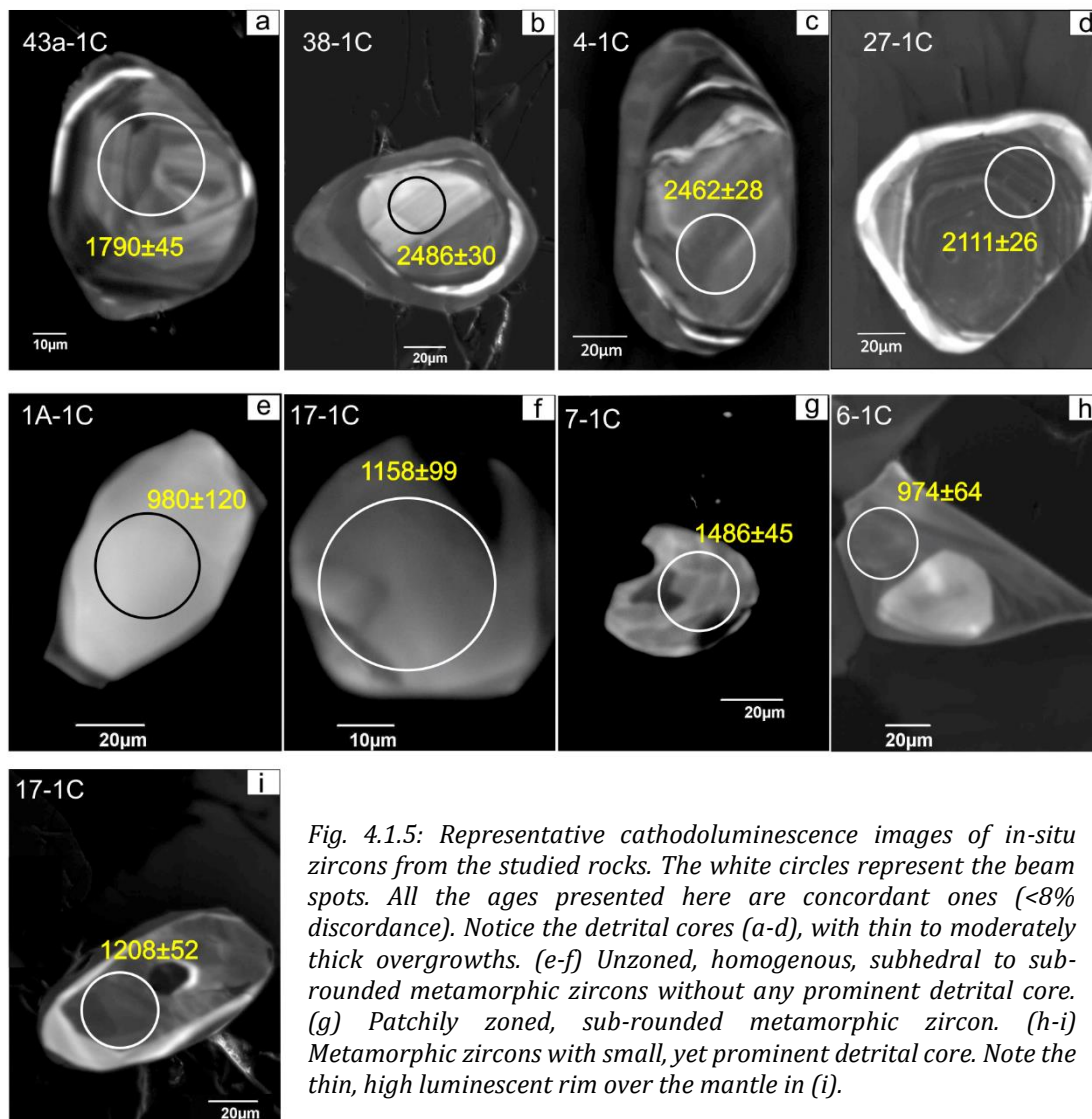 43a-1C
a
1790±45
10µm
38-1C
b
2486±30
20µm
4-1C
c
2462±28
20µm
27-1C
d
2111±26
20µm
1A-1C
e
980±120
20µm
17-1C
f
1158±99
10µm
7-1C
g
1486±45
20µm
6-1C
h
974±64
20µm
17-1C
i
1208±52
20µm
Fig. 4.1.5: Representative cathodoluminescence images of in-situ
zircons from the studied rocks. The white circles represent the beam
spots. All the ages presented here are concordant ones (<8%
discordance). Notice the detrital cores (a-d), with thin to moderately
thick overgrowths. (e-f) Unzoned, homogenous, subhedral to sub-
rounded metamorphic zircons without any prominent detrital core.
(g) Patchily zoned, sub-rounded metamorphic zircon. (h-i)
Metamorphic zircons with small, yet prominent detrital core. Note the
thin, high luminescent rim over the mantle in (i).